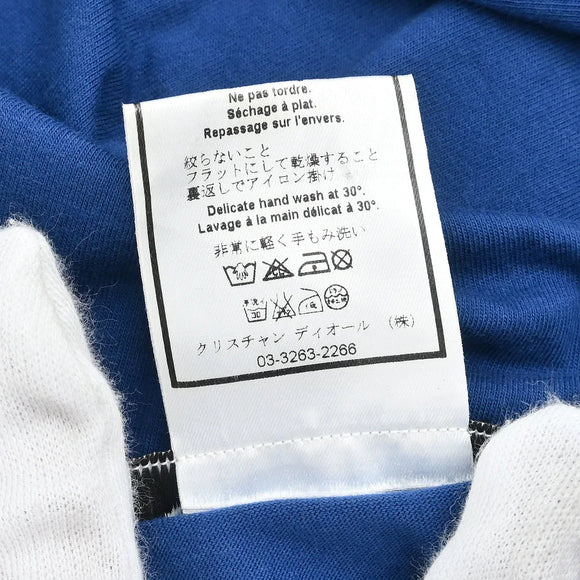 Ne pas tordre.
Séchage à plat.
Repassage sur l'envers.
絞らないこと
フラットにして乾燥すること
裏返しでアイロン掛け
Delicate hand wash at 30°.
Lavage à la main délicat à 30°.
非常に軽く手もみ洗い
クリスチャン ディオール (株)
03-3263-2266